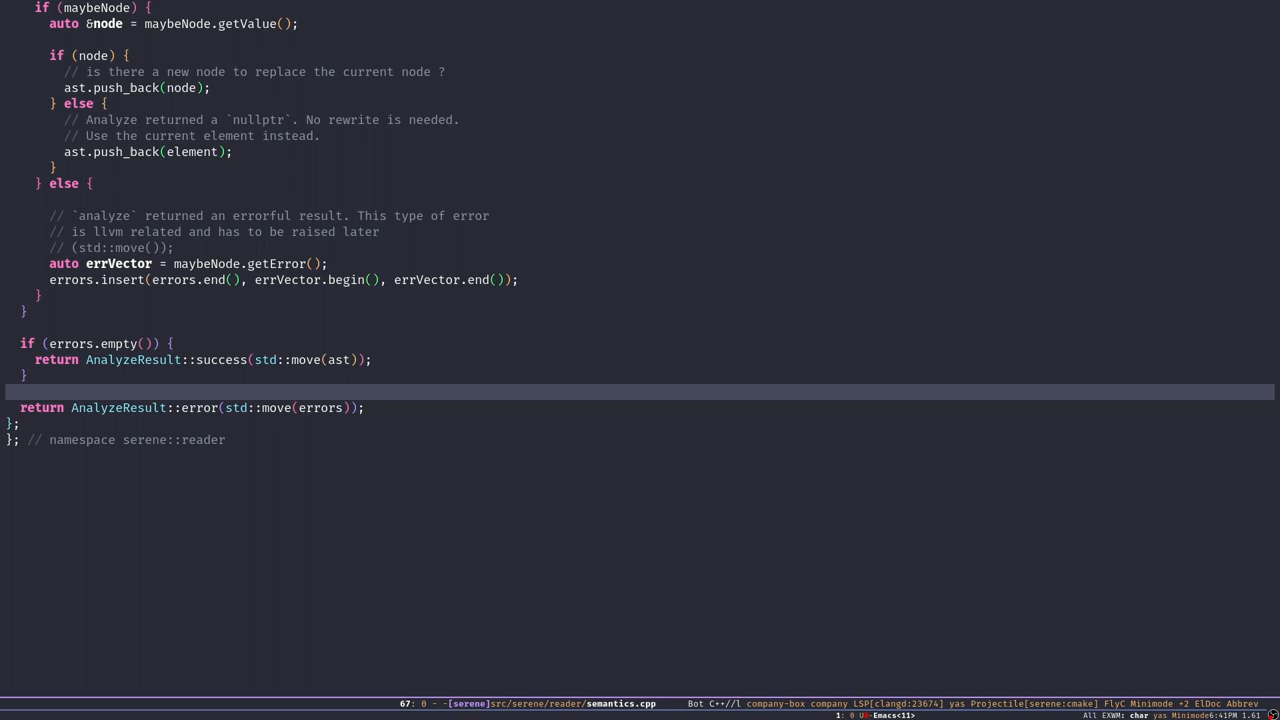 if (maybeNode) {
auto &node = maybeNode.getValue();
if (node) {
// is there a new node to replace the current node ?
ast.push_back(node);
} else {
// Analyze returned a `nullptr`. No rewrite is needed.
// Use the current element instead.
ast.push_back(element);
}
} else {
// `analyze` returned an errorful result. This type of error
// is llvm related and has to be raised later
// (std::move());
auto errVector = maybeNode.getError();
errors.insert(errors.end(), errVector.begin(), errVector.end());
}
}
if (errors.empty()) {
return AnalyzeResult::success(std::move(ast));
}
return AnalyzeResult::error(std::move(errors));
};
}; // namespace serene::reader
67: 0 - -[serene]src/serene/reader/semantics.cpp Bot C++//l company-box company LSP[clangd:23674] yas Projectile[serene:cmake] FlyC Minimode +2 ElDoc Abbrev
1: 0 U-Emacs<11> All EXWM: char yas Minimode6:41PM 1.61